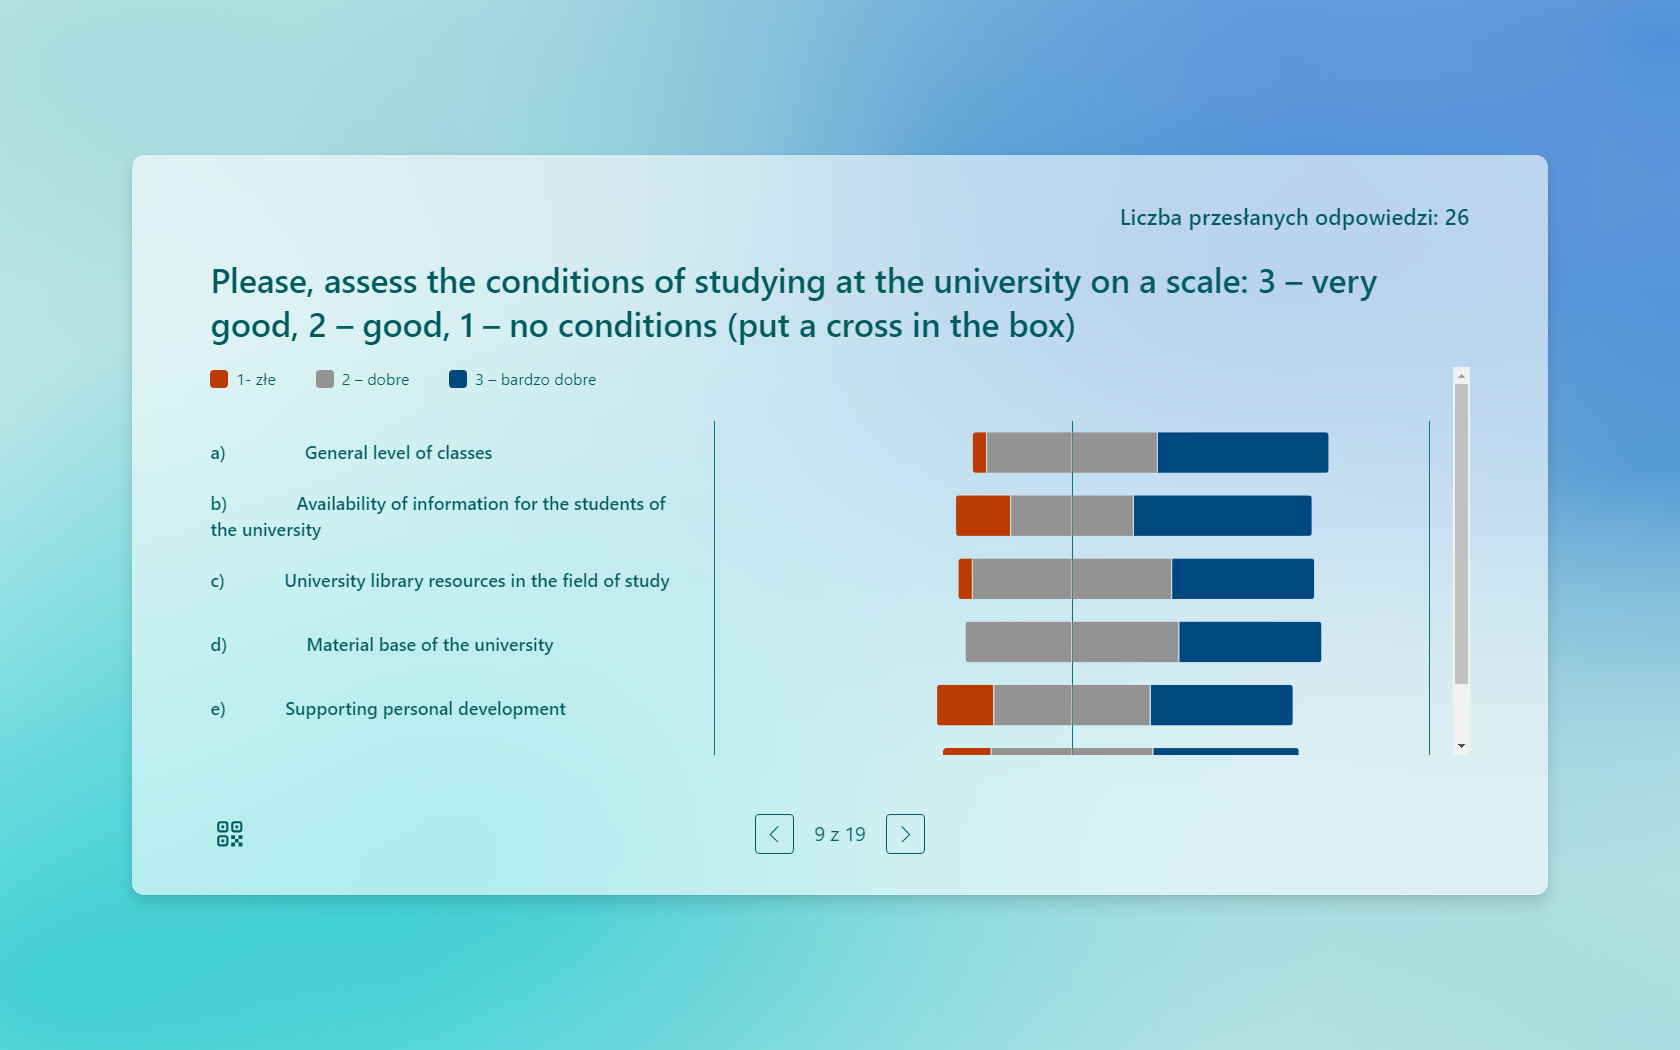 Liczba przesłanych odpowiedzi: 26
Please, assess the conditions of studying at the university on a scale: 3 – very
good, 2 – good, 1 – no conditions (put a cross in the box)
1- złe 2 – dobre 3 – bardzo dobre
a) General level of classes
b) Availability of information for the students of
the university
c) University library resources in the field of study
d) Material base of the university
e) Supporting personal development
9 z 19